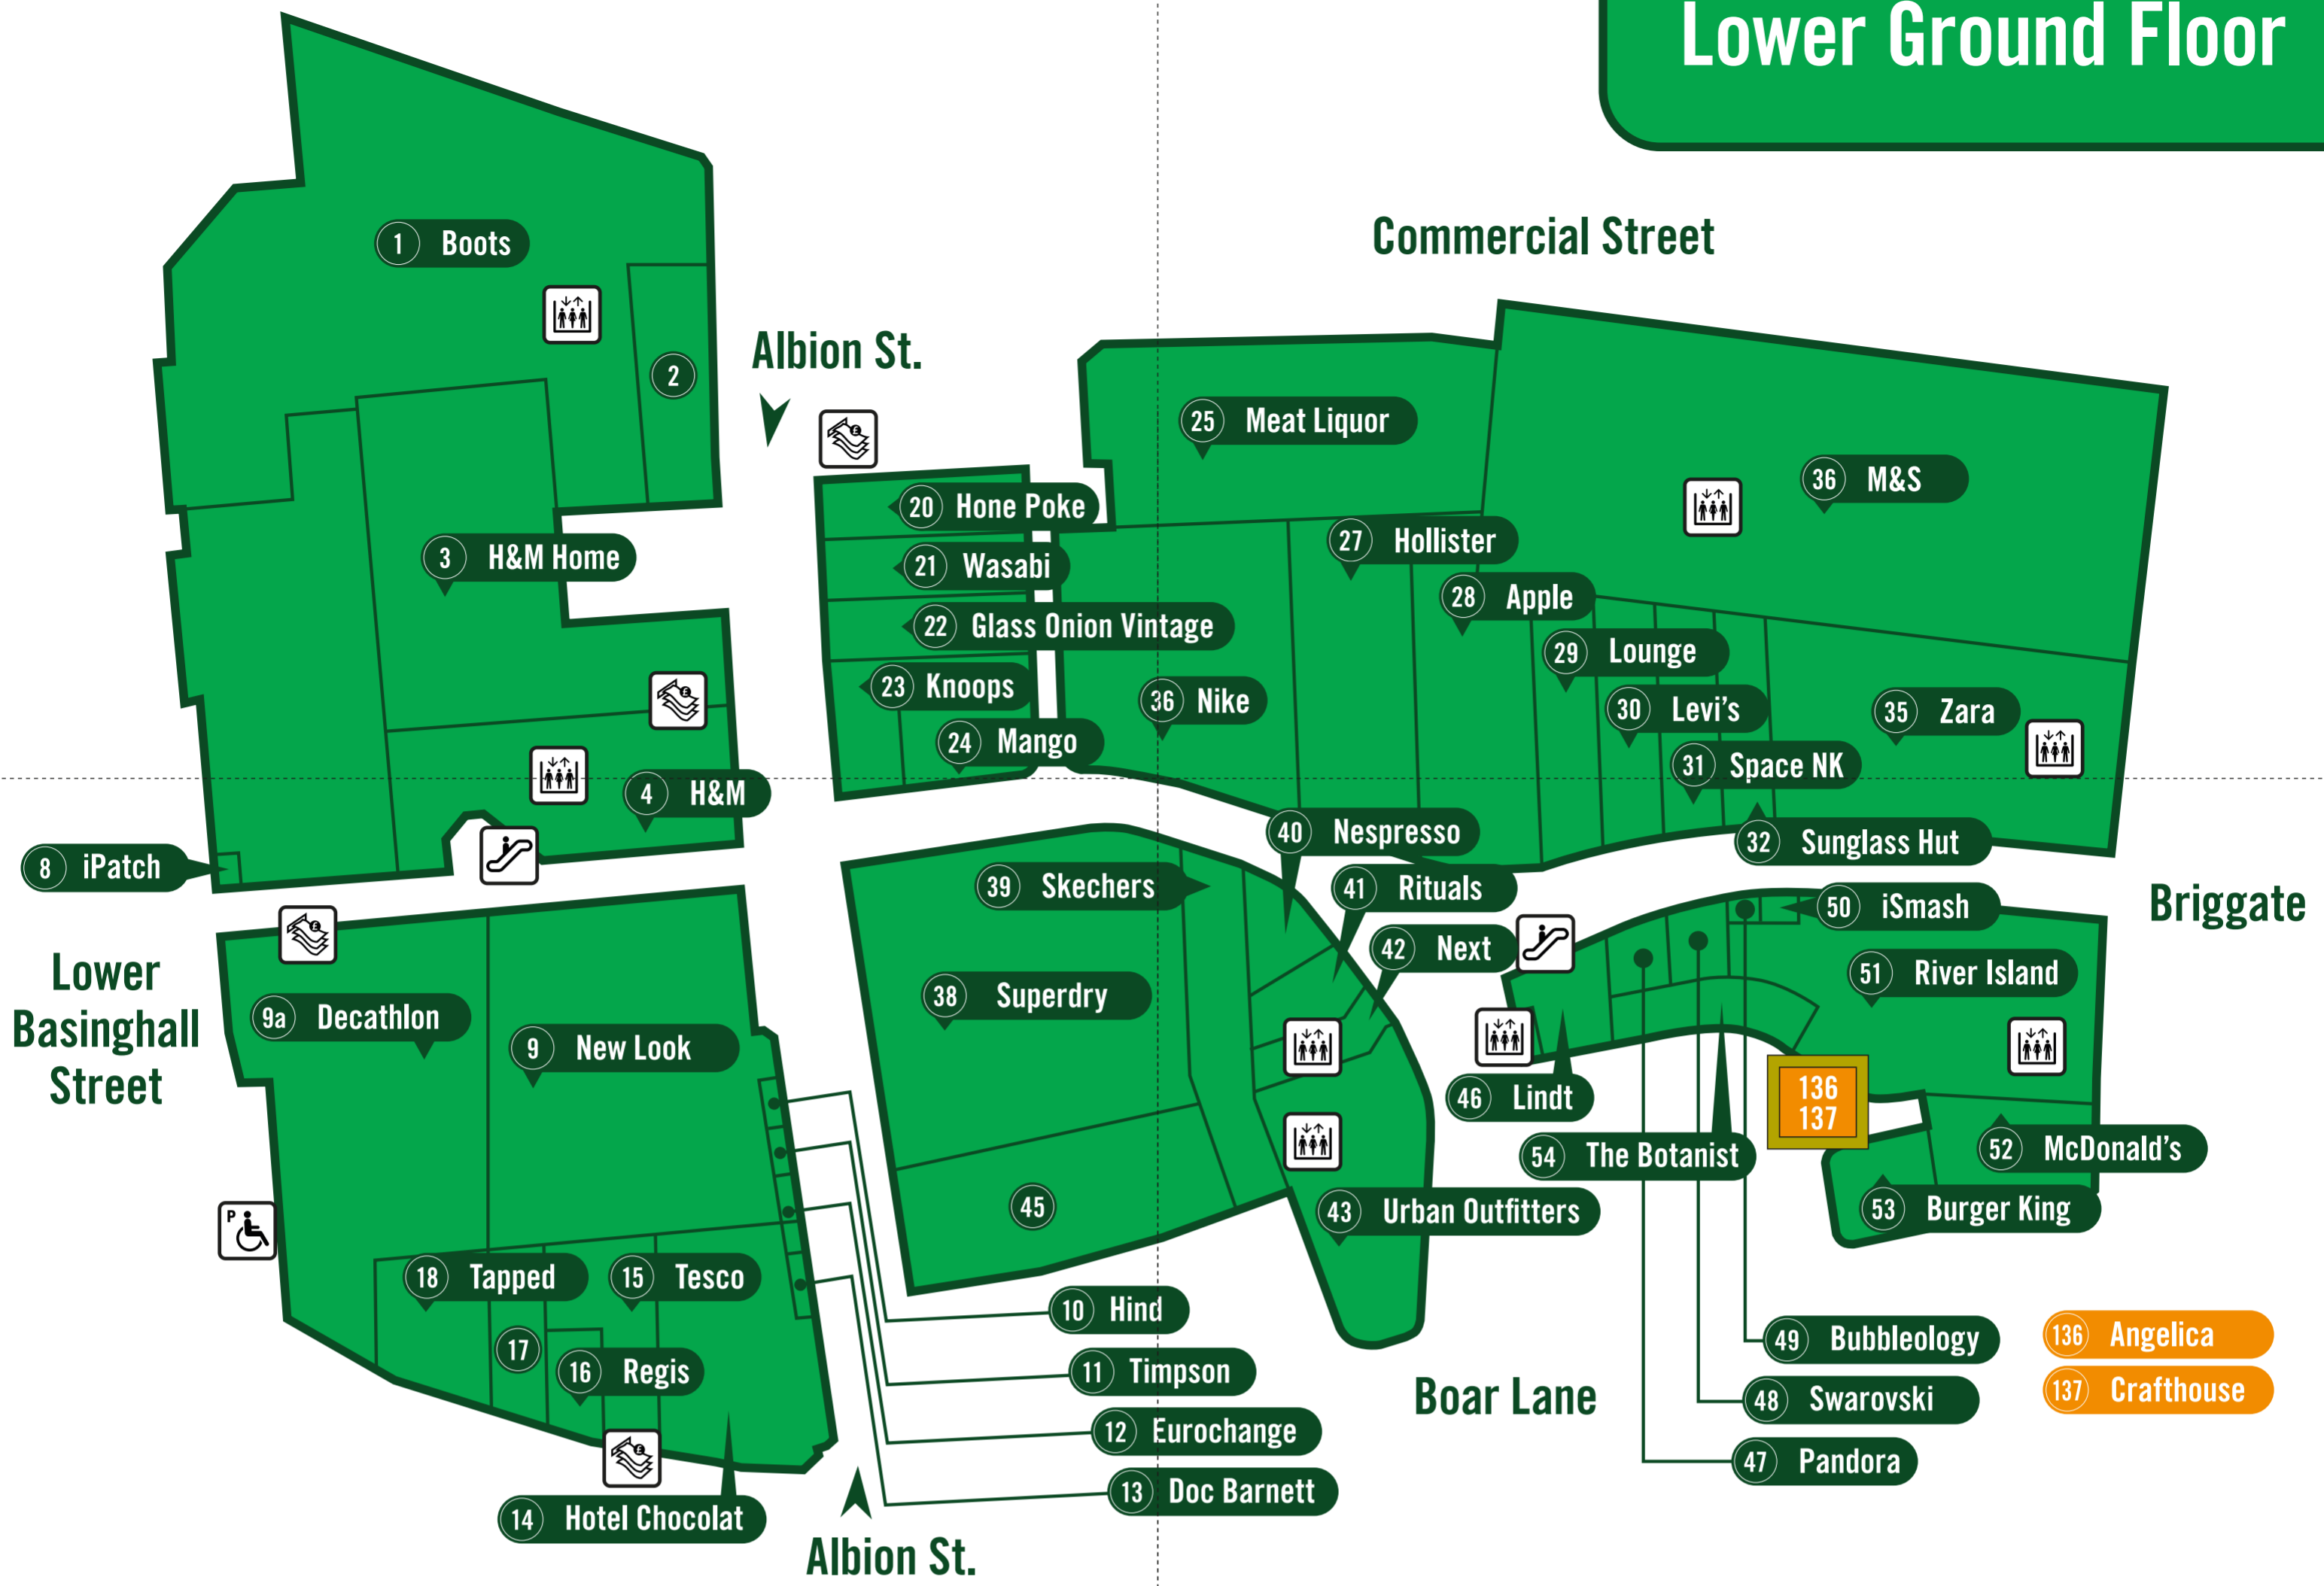 Lower Ground Floor
Commercial Street
Albion St.
1 Boots
2
3 H&M Home
4 H&M
8 iPatch
20 Hone Poke
21 Wasabi
22 Glass Onion Vintage
23 Knoops
24 Mango
25 Meat Liquor
36 Nike
27 Hollister
28 Apple
29 Lounge
30 Levi's
31 Space NK
32 Sunglass Hut
35 Zara
36 M&S
Briggate
Lower
Basinghall
Street
9a Decathlon
9 New Look
P
18 Tapped
15 Tesco
17
16 Regis
14 Hotel Chocolat
39 Skechers
38 Superdry
45
40 Nespresso
41 Rituals
42 Next
43 Urban Outfitters
10 Hind
11 Timpson
12 Eurochange
13 Doc Barnett
Albion St.
50 iSmash
51 River Island
46 Lindt
54 The Botanist
136
137
52 McDonald's
53 Burger King
Boar Lane
49 Bubbleology
48 Swarovski
47 Pandora
136 Angelica
137 Crafthouse
£
£
£
£